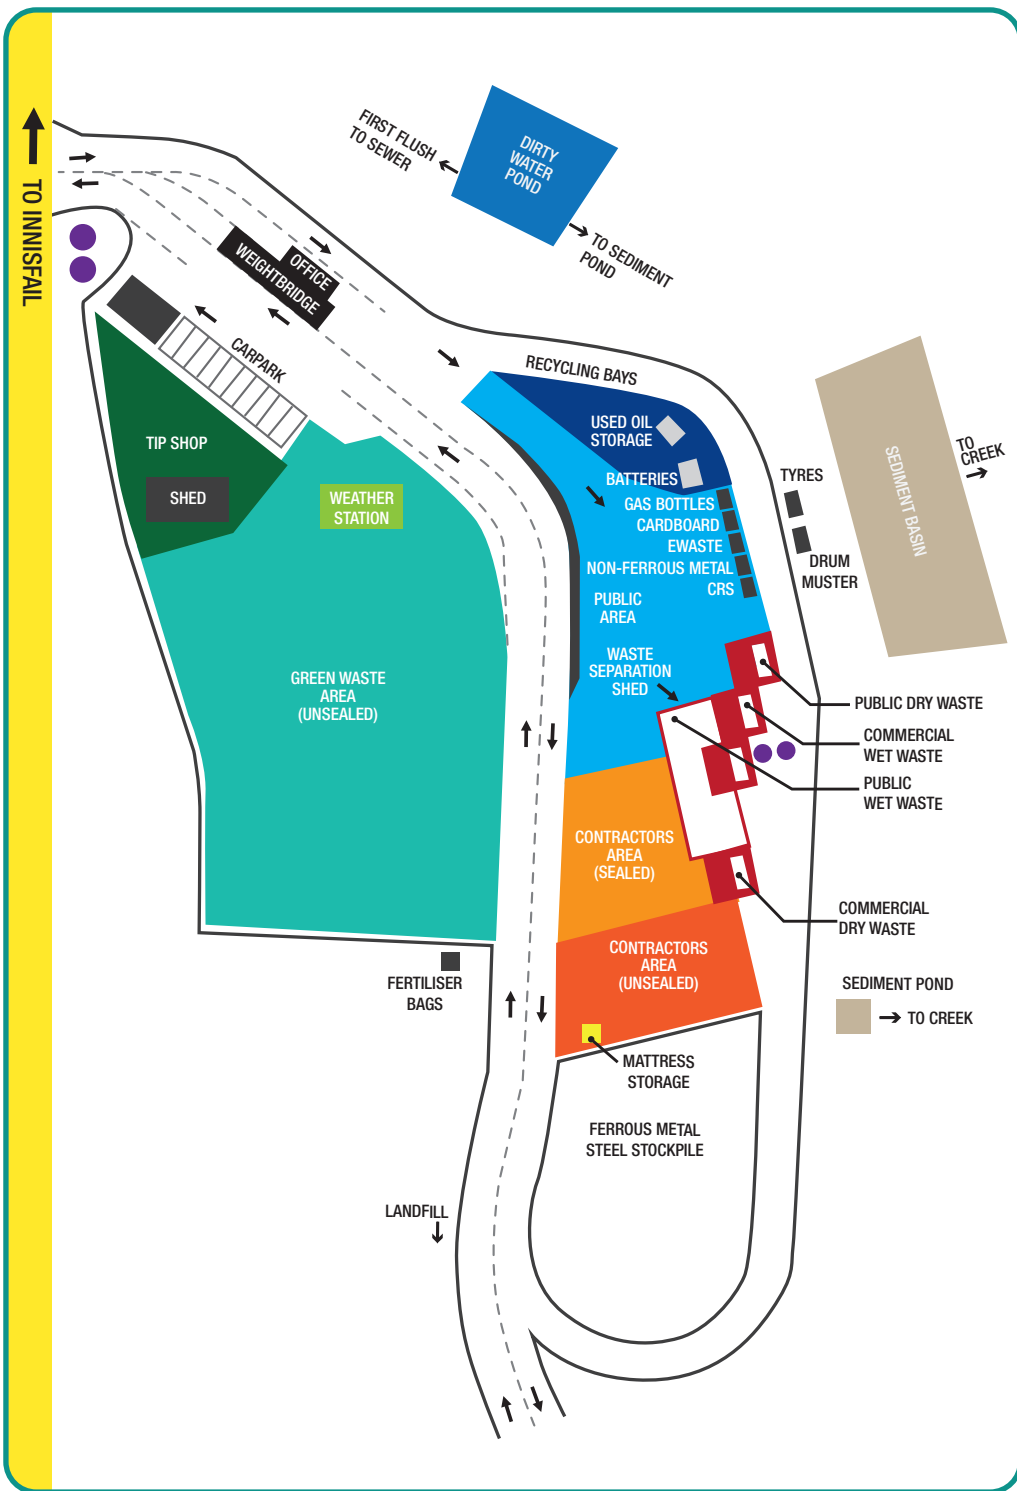 TO INNISFAIL
FIRST FLUSH
TO SEWER
DIRTY
WATER
POND
TO SEDIMENT
POND
OFFICE
WEIGHTBRIDGE
CARPARK
RECYCLING BAYS
USED OIL
STORAGE
BATTERIES
GAS BOTTLES
CARDBOARD
EWASTE
NON-FERROUS METAL
CRS
TYRES
DRUM
MUSTER
SEDIMENT BASIN
TO
CREEK
TIP SHOP
SHED
WEATHER
STATION
PUBLIC
AREA
WASTE
SEPARATION
SHED
GREEN WASTE
AREA
(UNSEALED)
PUBLIC DRY WASTE
COMMERCIAL
WET WASTE
PUBLIC
WET WASTE
CONTRACTORS
AREA
(SEALED)
COMMERCIAL
DRY WASTE
CONTRACTORS
AREA
(UNSEALED)
FERTILISER
BAGS
SEDIMENT POND
TO CREEK
MATTRESS
STORAGE
FERROUS METAL
STEEL STOCKPILE
LANDFILL